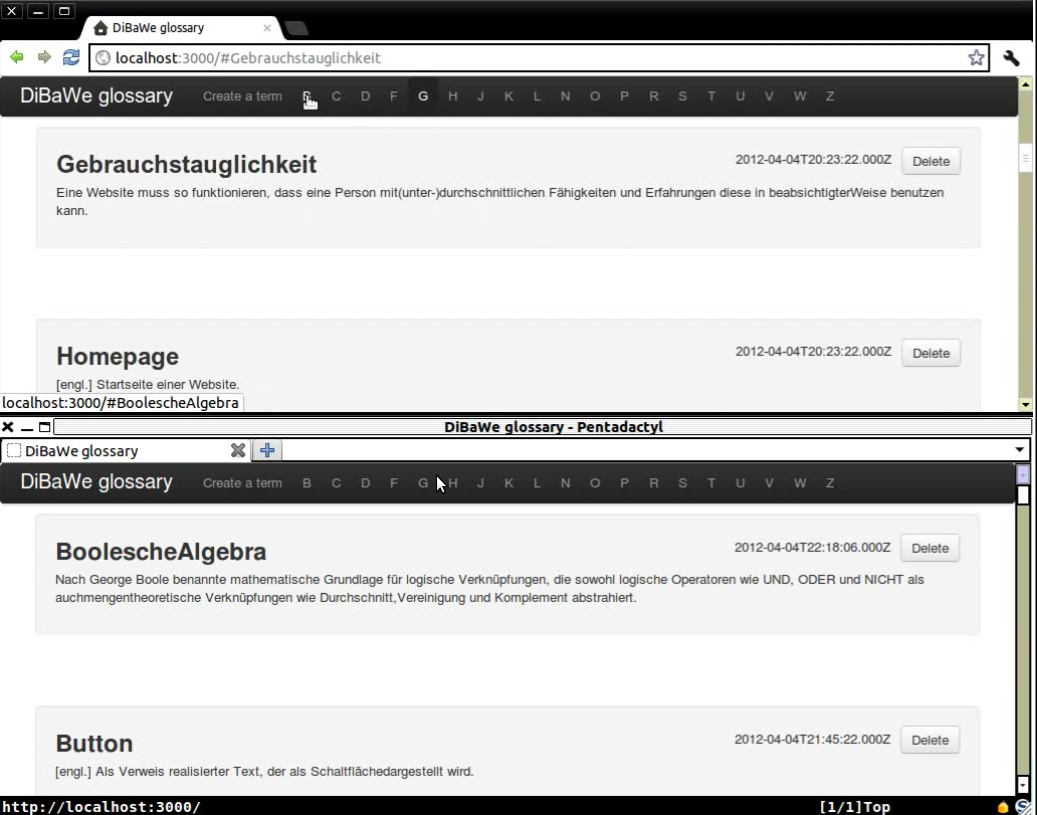 DiBaWe glossary
localhost:3000/#Gebrauchstauglichkeit
DiBaWe glossary Create a term B C D F G H J K L N O P R S T U V W Z
Gebrauchstauglichkeit 2012-04-04T20:23:22.000Z Delete
Eine Website muss so funktionieren, dass eine Person mit(unter-)durchschnittlichen Fähigkeiten und Erfahrungen diese in beabsichtigterWeise benutzen
kann.
Homepage 2012-04-04T20:23:22.000Z Delete
[engl.] Startseite einer Website.
localhost:3000/#BoolescheAlgebra
DiBaWe glossary - Pentadactyl
DiBaWe glossary
DiBaWe glossary Create a term B C D F G H J K L N O P R S T U V W Z
BoolescheAlgebra 2012-04-04T22:18:06.000Z Delete
Nach George Boole benannte mathematische Grundlage für logische Verknüpfungen, die sowohl logische Operatoren wie UND, ODER und NICHT als
auchmengentheoretische Verknüpfungen wie Durchschnitt,Vereinigung und Komplement abstrahiert.
Button 2012-04-04T21:45:22.000Z Delete
[engl.] Als Verweis realisierter Text, der als Schaltflächedargestellt wird.
http://localhost:3000/ [1/1]Top